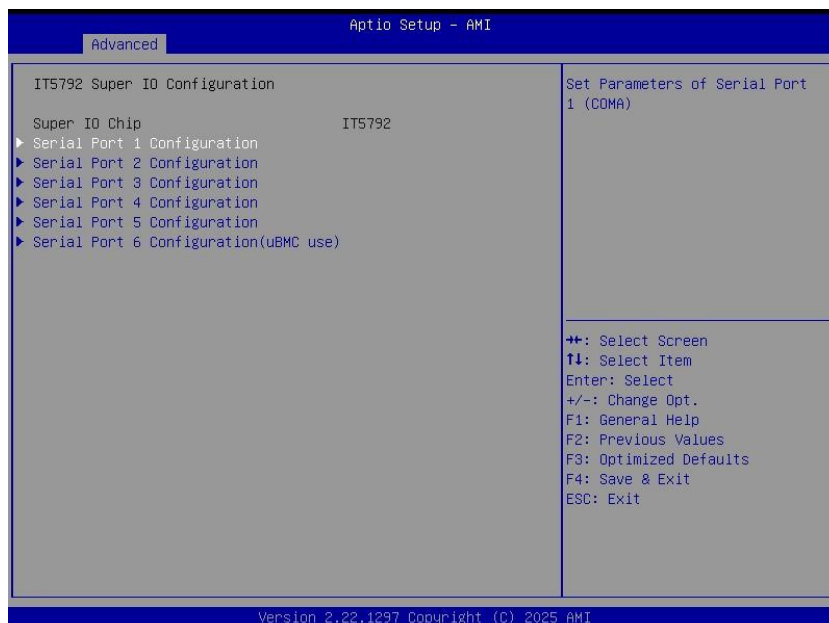 Aptio Setup – AMI
Advanced
IT5792 Super IO Configuration
Super IO Chip IT5792
Serial Port 1 Configuration
Serial Port 2 Configuration
Serial Port 3 Configuration
Serial Port 4 Configuration
Serial Port 5 Configuration
Serial Port 6 Configuration(uBMC use)
Set Parameters of Serial Port
1 (COMA)
→←: Select Screen
↑↓: Select Item
Enter: Select
+/-: Change Opt.
F1: General Help
F2: Previous Values
F3: Optimized Defaults
F4: Save & Exit
ESC: Exit
Version 2.22.1297 Copyright (C) 2025 AMI